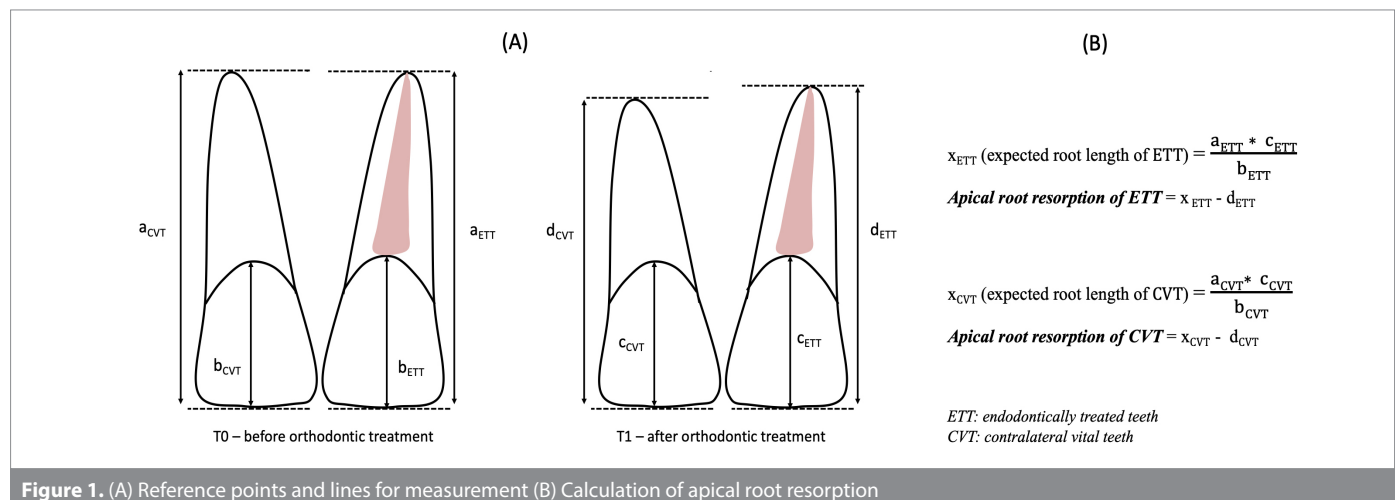 (A)
(B)
a_CVT
b_CVT
b_ETT
a_ETT
d_CVT
c_CVT
c_ETT
d_ETT
T0 – before orthodontic treatment
T1 – after orthodontic treatment
x_ETT (expected root length of ETT) = a_ETT * c_ETT / b_ETT
Apical root resorption of ETT = x_ETT - d_ETT
x_CVT (expected root length of CVT) = a_CVT* c_CVT / b_CVT
Apical root resorption of CVT = x_CVT - d_CVT
ETT: endodontically treated teeth
CVT: contralateral vital teeth
Figure 1. (A) Reference points and lines for measurement (B) Calculation of apical root resorption